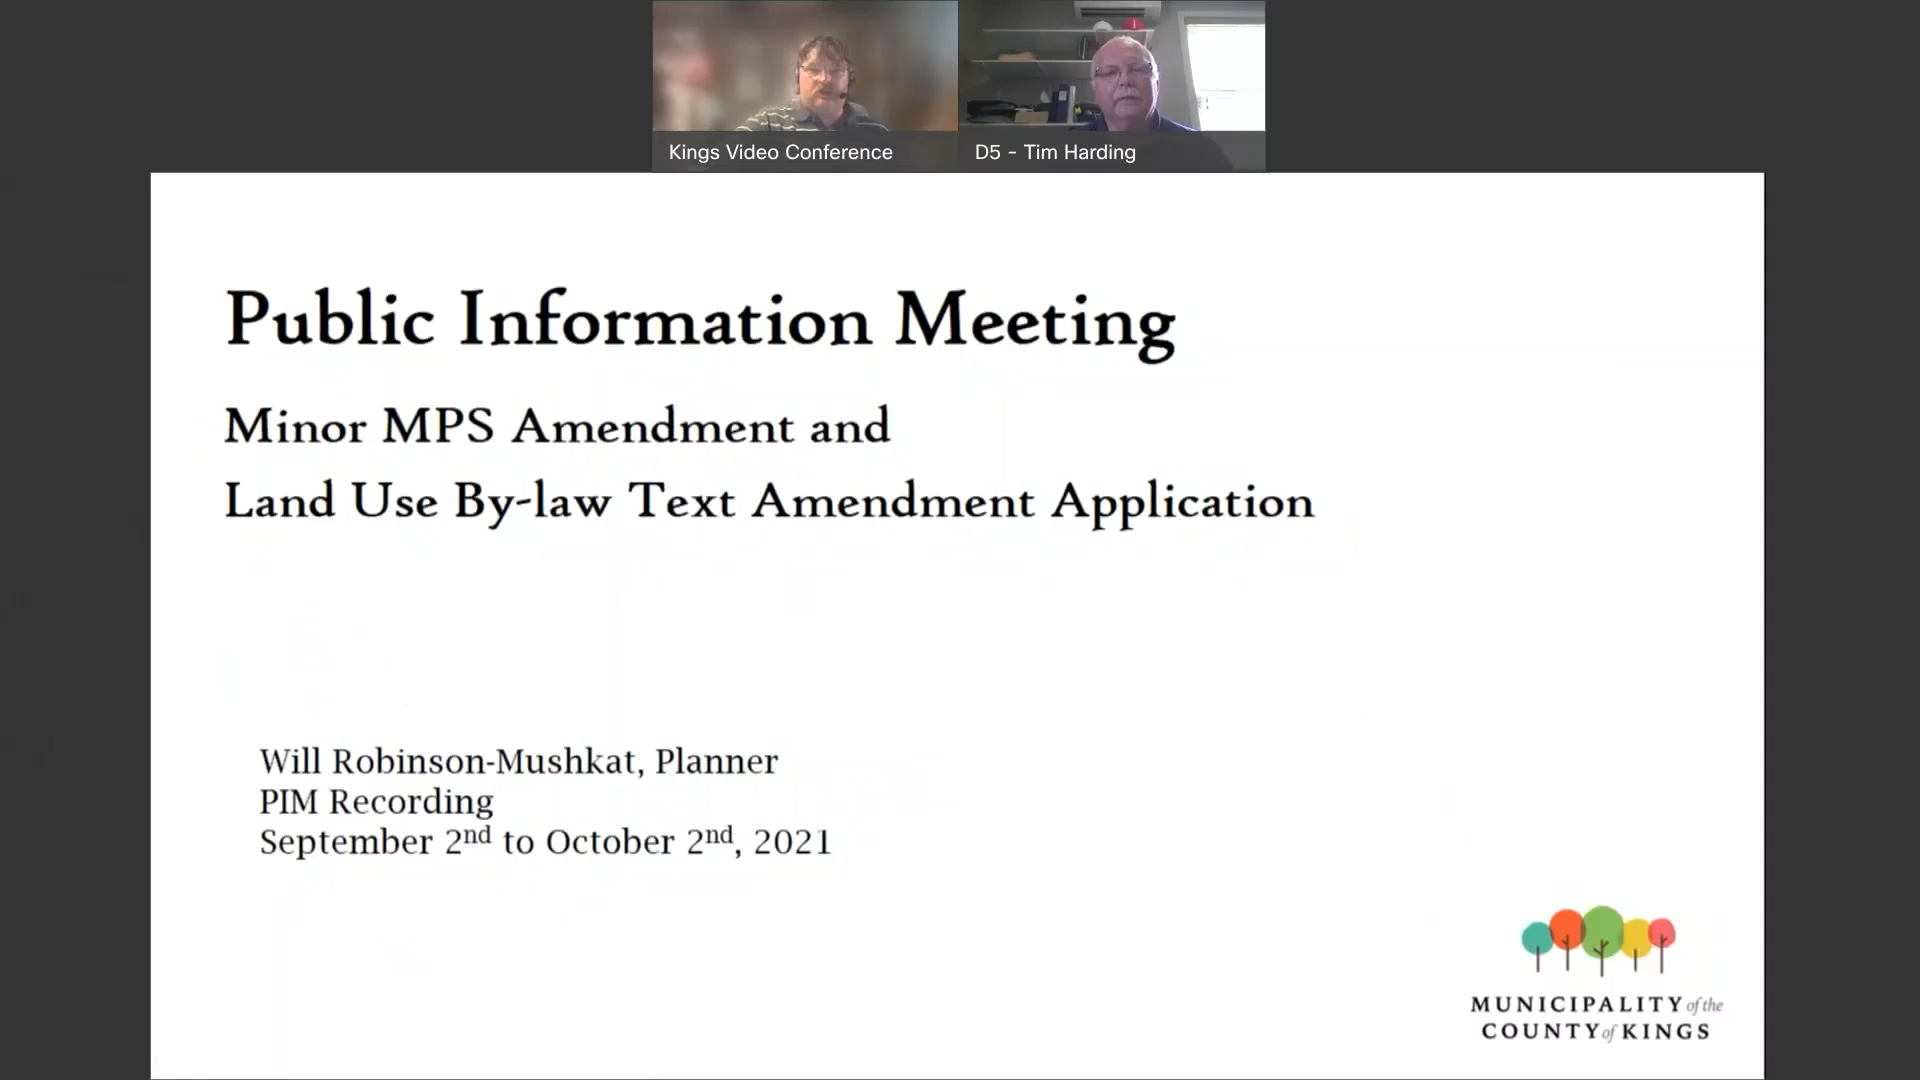 Kings Video Conference
D5 - Tim Harding
Public Information Meeting
Minor MPS Amendment and
Land Use By-law Text Amendment Application
Will Robinson-Mushkat, Planner
PIM Recording
September 2nd to October 2nd, 2021
MUNICIPALITY of the
COUNTY of KINGS